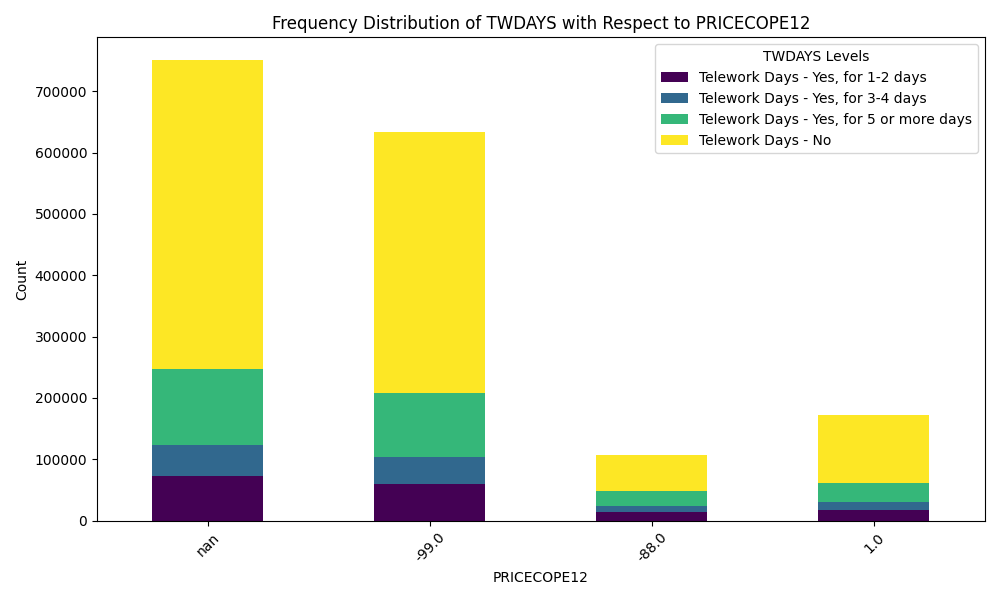 Frequency Distribution of TWDAYS with Respect to PRICECOPE12
TWDAYS Levels
Telework Days - Yes, for 1-2 days
Telework Days - Yes, for 3-4 days
Telework Days - Yes, for 5 or more days
Telework Days - No
700000
600000
500000
400000
300000
200000
100000
0
Count
nan
-99.0
-88.0
1.0
PRICECOPE12